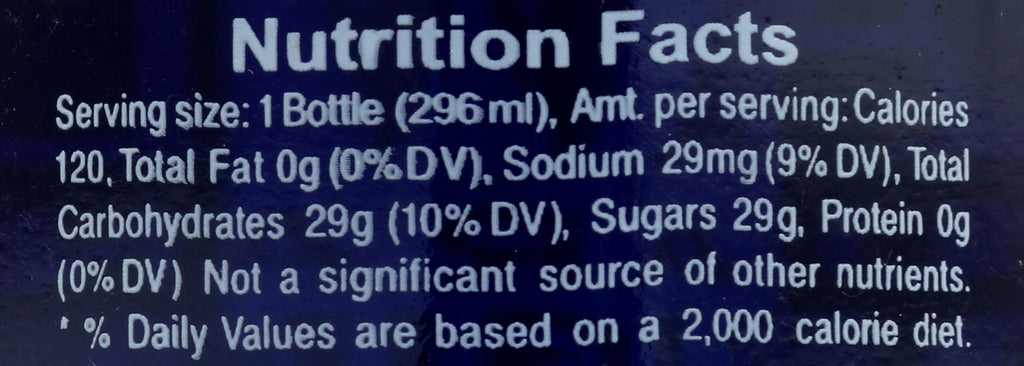 Nutrition Facts
Serving size: 1 Bottle (296 ml), Amt. per serving: Calories
120, Total Fat 0g (0% DV), Sodium 29mg (9% DV), Total
Carbohydrates 29g (10% DV), Sugars 29g, Protein 0g
(0% DV) Not a significant source of other nutrients.
* % Daily Values are based on a 2,000 calorie diet.